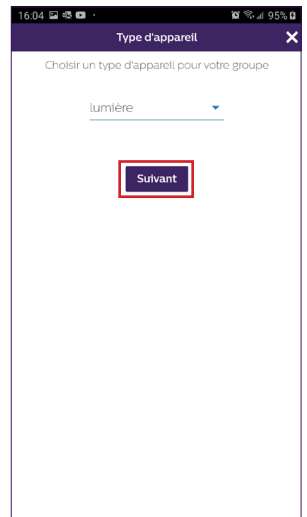 16:04 95%
Type d'appareil
Choisir un type d'appareil pour votre groupe
lumière
Suivant